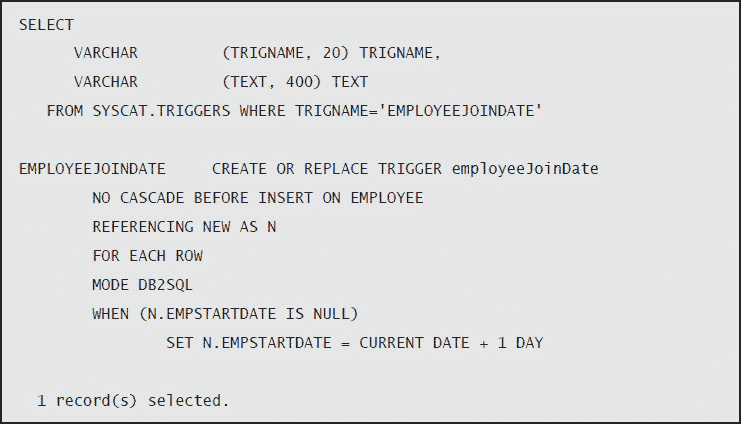 SELECT
VARCHAR (TRIGNAME, 20) TRIGNAME,
VARCHAR (TEXT, 400) TEXT
FROM SYSCAT.TRIGGERS WHERE TRIGNAME='EMPLOYEEJOINDATE'
EMPLOYEEJOINDATE CREATE OR REPLACE TRIGGER employeeJoinDate
NO CASCADE BEFORE INSERT ON EMPLOYEE
REFERENCING NEW AS N
FOR EACH ROW
MODE DB2SQL
WHEN (N.EMPSTARTDATE IS NULL)
SET N.EMPSTARTDATE = CURRENT DATE + 1 DAY
1 record(s) selected.